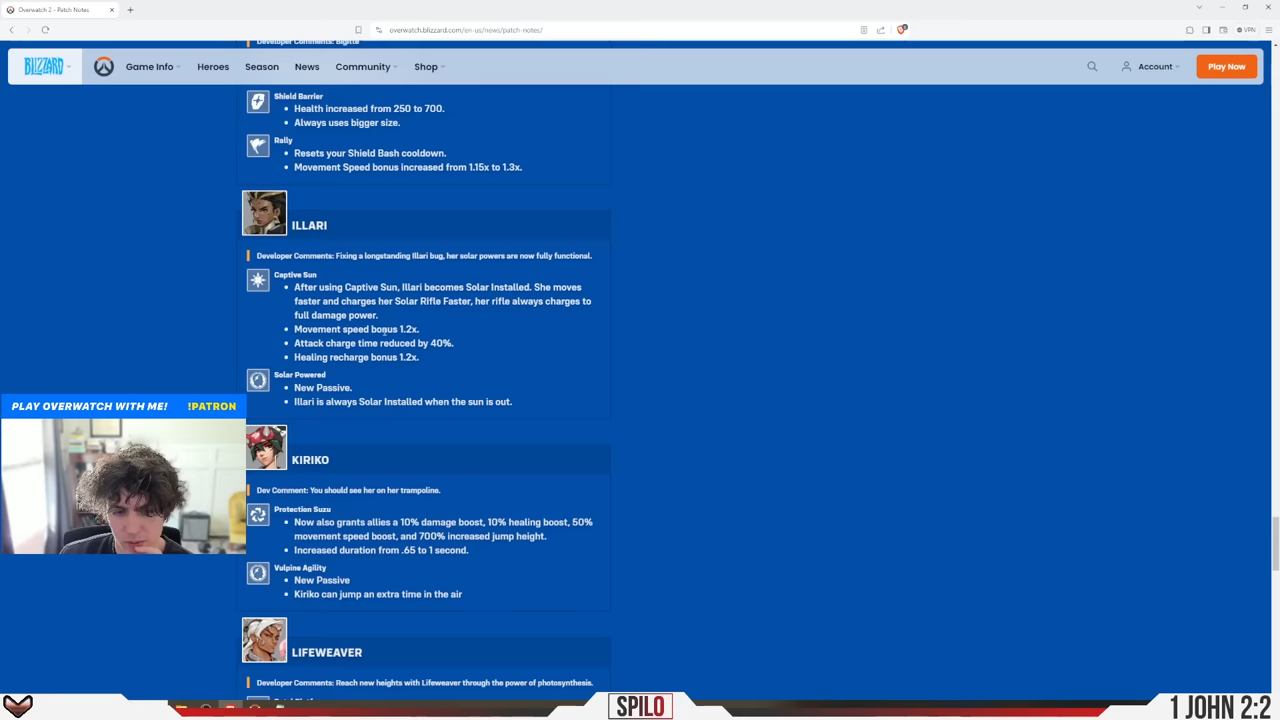 Overwatch 2 - Patch Notes
overwatch.blizzard.com/en-us/news/patch-notes/
VPN
Developer Comments: Brigitte
BLIZZARD
Game Info
Heroes
Season
News
Community
Shop
Account
Play Now
Shield Barrier
Health increased from 250 to 700.
Always uses bigger size.
Rally
Resets your Shield Bash cooldown.
Movement Speed bonus increased from 1.15x to 1.3x.
ILLARI
Developer Comments: Fixing a longstanding Illari bug, her solar powers are now fully functional.
Captive Sun
After using Captive Sun, Illari becomes Solar Installed. She moves
faster and charges her Solar Rifle Faster, her rifle always charges to
full damage power.
Movement speed bonus 1.2x.
Attack charge time reduced by 40%.
Healing recharge bonus 1.2x.
Solar Powered
New Passive.
Illari is always Solar Installed when the sun is out.
PLAY OVERWATCH WITH ME! !PATRON
KIRIKO
Dev Comment: You should see her on her trampoline.
Protection Suzu
Now also grants allies a 10% damage boost, 10% healing boost, 50%
movement speed boost, and 700% increased jump height.
Increased duration from .65 to 1 second.
Vulpine Agility
New Passive
Kiriko can jump an extra time in the air
LIFEWEAVER
Developer Comments: Reach new heights with Lifeweaver through the power of photosynthesis.
SPILO
1 JOHN 2:2